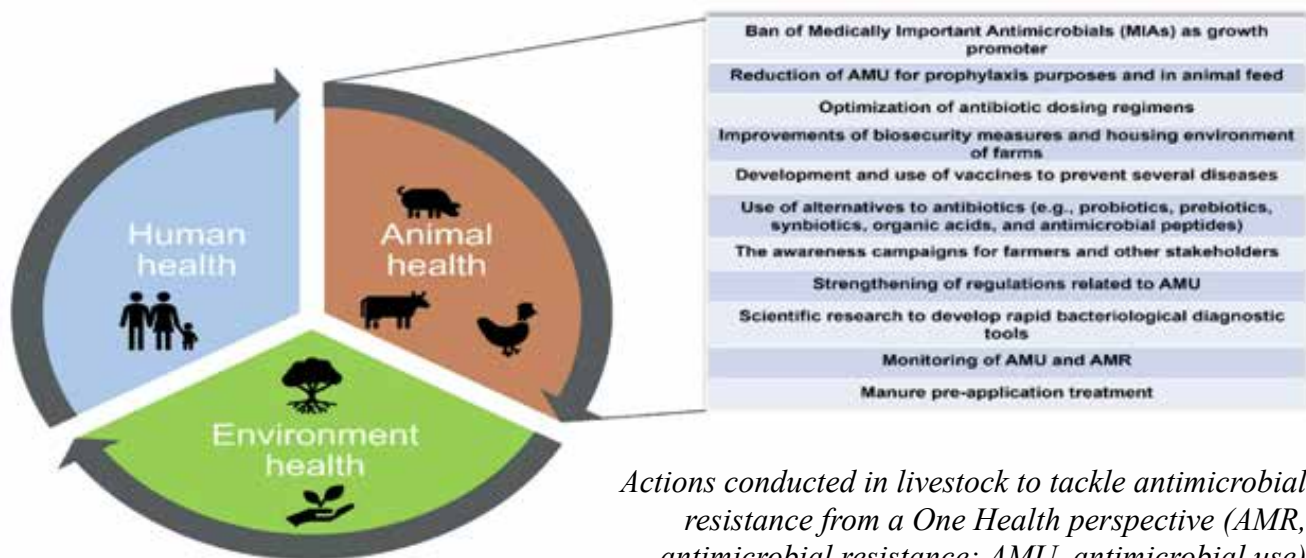 Human
health
Animal
health
Environment
health
Ban of Medically Important Antimicrobials (MIAs) as growth
promoter
Reduction of AMU for prophylaxis purposes and in animal feed
Optimization of antibiotic dosing regimens
Improvements of biosecurity measures and housing environment
of farms
Development and use of vaccines to prevent several diseases
Use of alternatives to antibiotics (e.g., probiotics, prebiotics,
synbiotics, organic acids, and antimicrobial peptides)
The awareness campaigns for farmers and other stakeholders
Strengthening of regulations related to AMU
Scientific research to develop rapid bacteriological diagnostic
tools
Monitoring of AMU and AMR
Manure pre-application treatment
Actions conducted in livestock to tackle antimicrobial
resistance from a One Health perspective (AMR,
antimicrobial resistance; AMU, antimicrobial use)